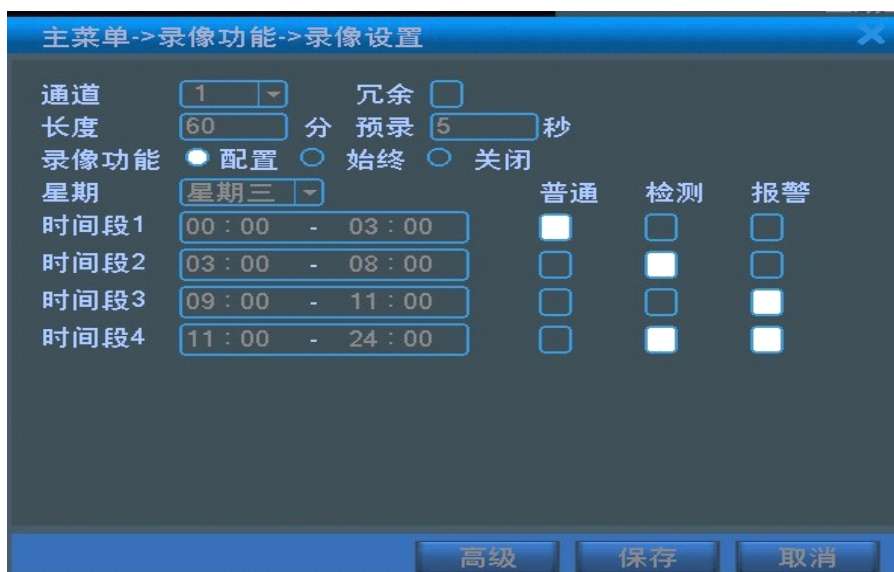 主菜单->录像功能->录像设置
通道 1 冗余
长度 60 分 预录 5 秒
录像功能 配置 始终 关闭
星期 星期三 普通 检测 报警
时间段1 00：00 - 03：00
时间段2 03：00 - 08：00
时间段3 09：00 - 11：00
时间段4 11：00 - 24：00
高级 保存 取消